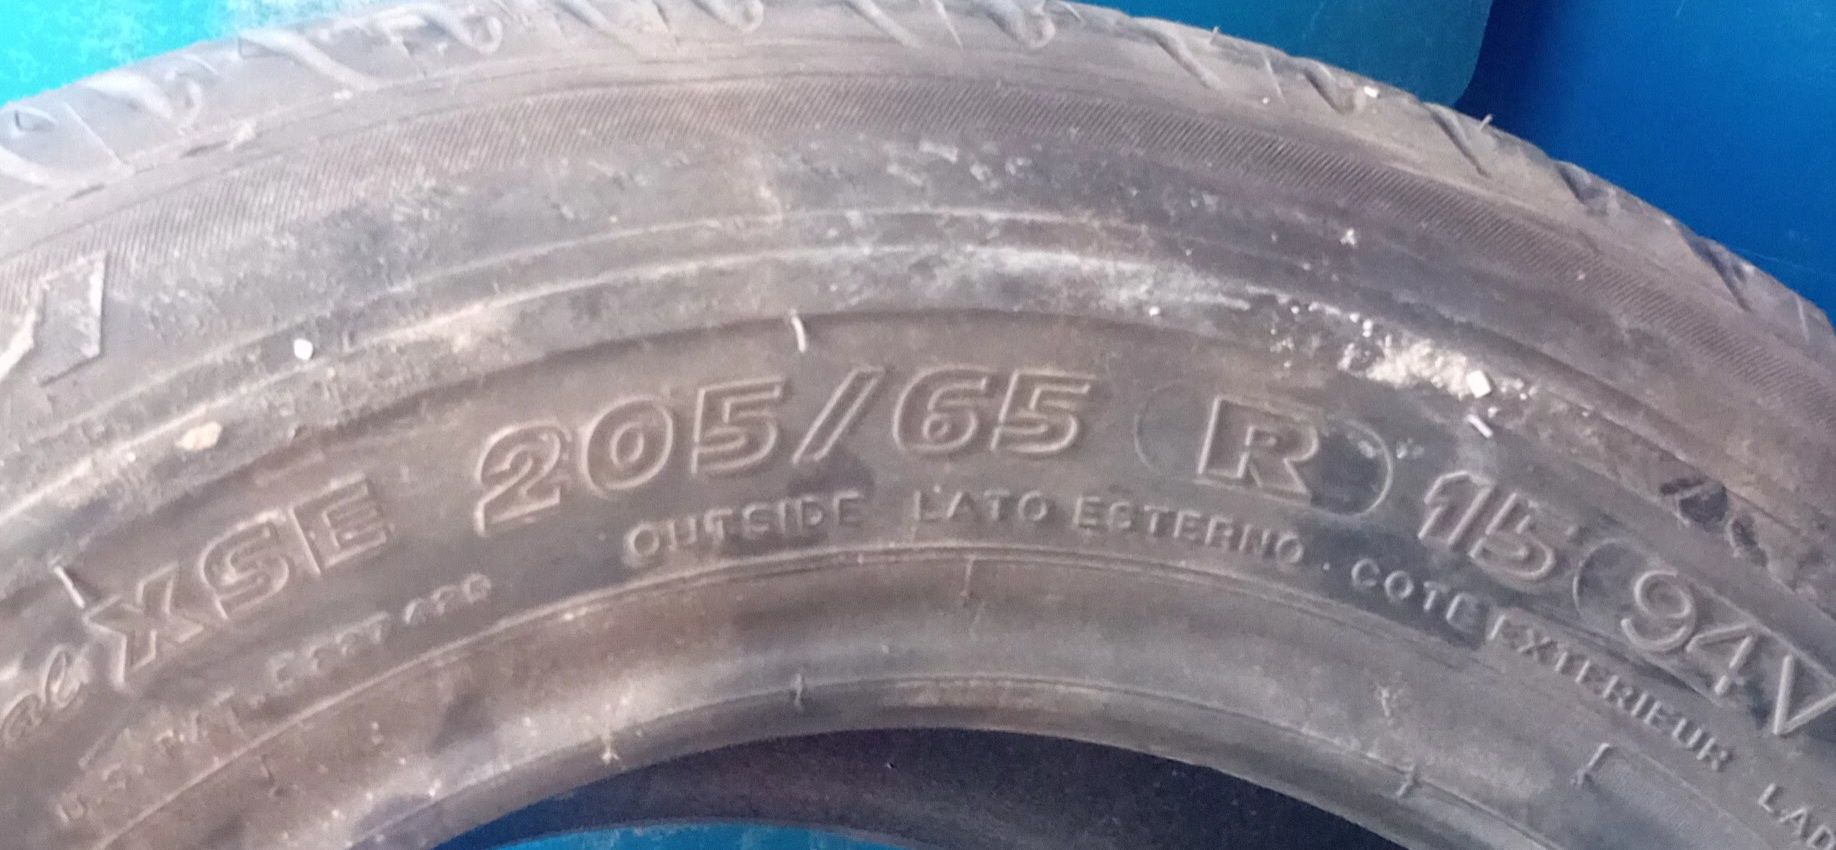 XSE 205/65 R 15 94V
OUTSIDE LATO ESTERNO . COTE EXTERIEUR